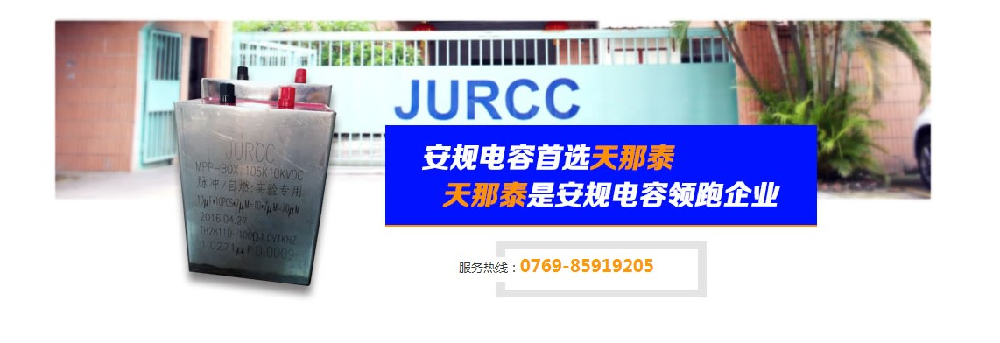 JURCC
安规电容首选天那泰
天那泰是安规电容领跑企业
JURCC
MPP-BOX 105K10KVDC
脉冲/自燃:实验专用
2016.04.27
服务热线：0769-85919205